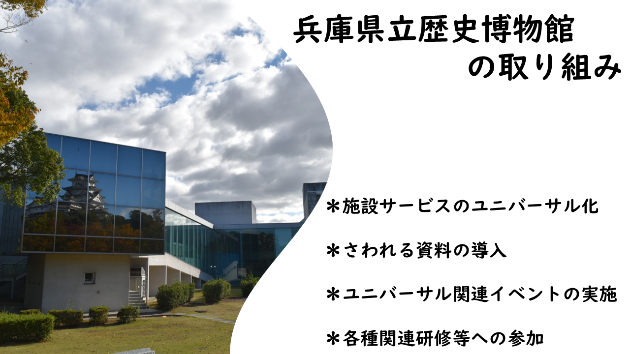 兵庫県立歴史博物館
の取り組み
＊施設サービスのユニバーサル化
＊さわれる資料の導入
＊ユニバーサル関連イベントの実施
＊各種関連研修等への参加